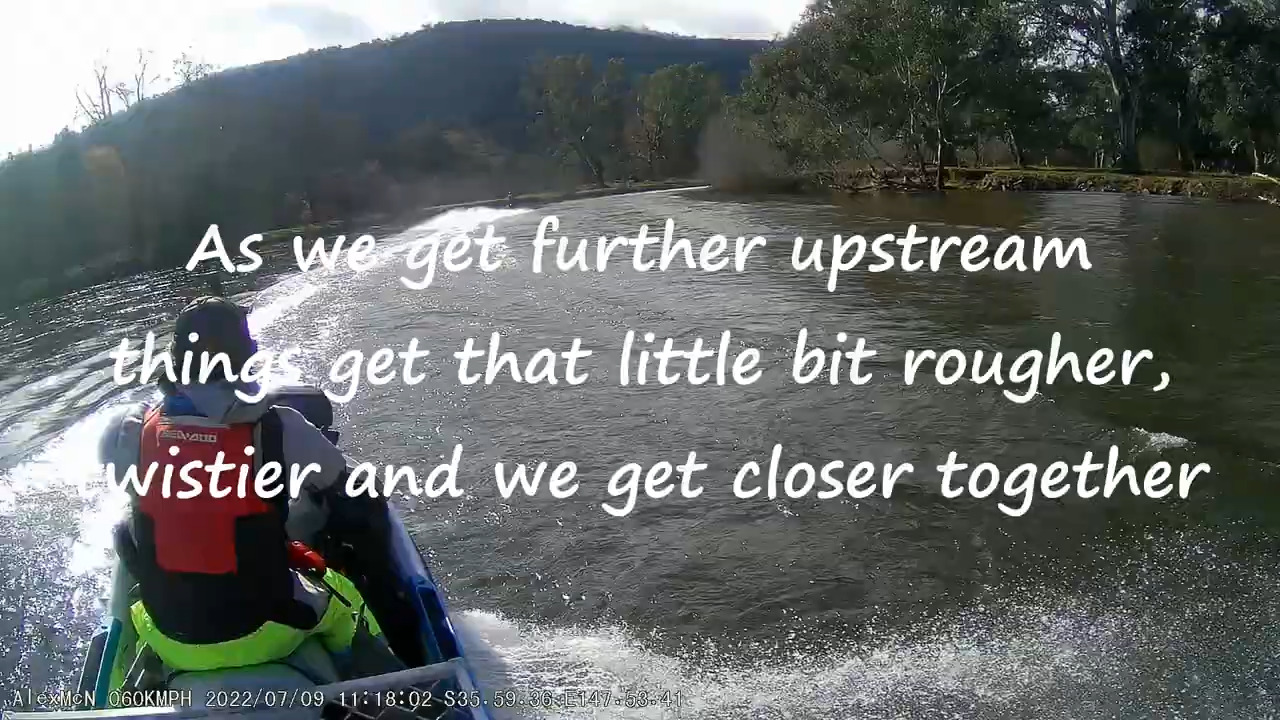 As we get further upstream
things get that little bit rougher,
wistier and we get closer together
SEADOO
AlexMcN 060KMPH 2022/07/09 11:18:02 S35.59.36 E147.53.41